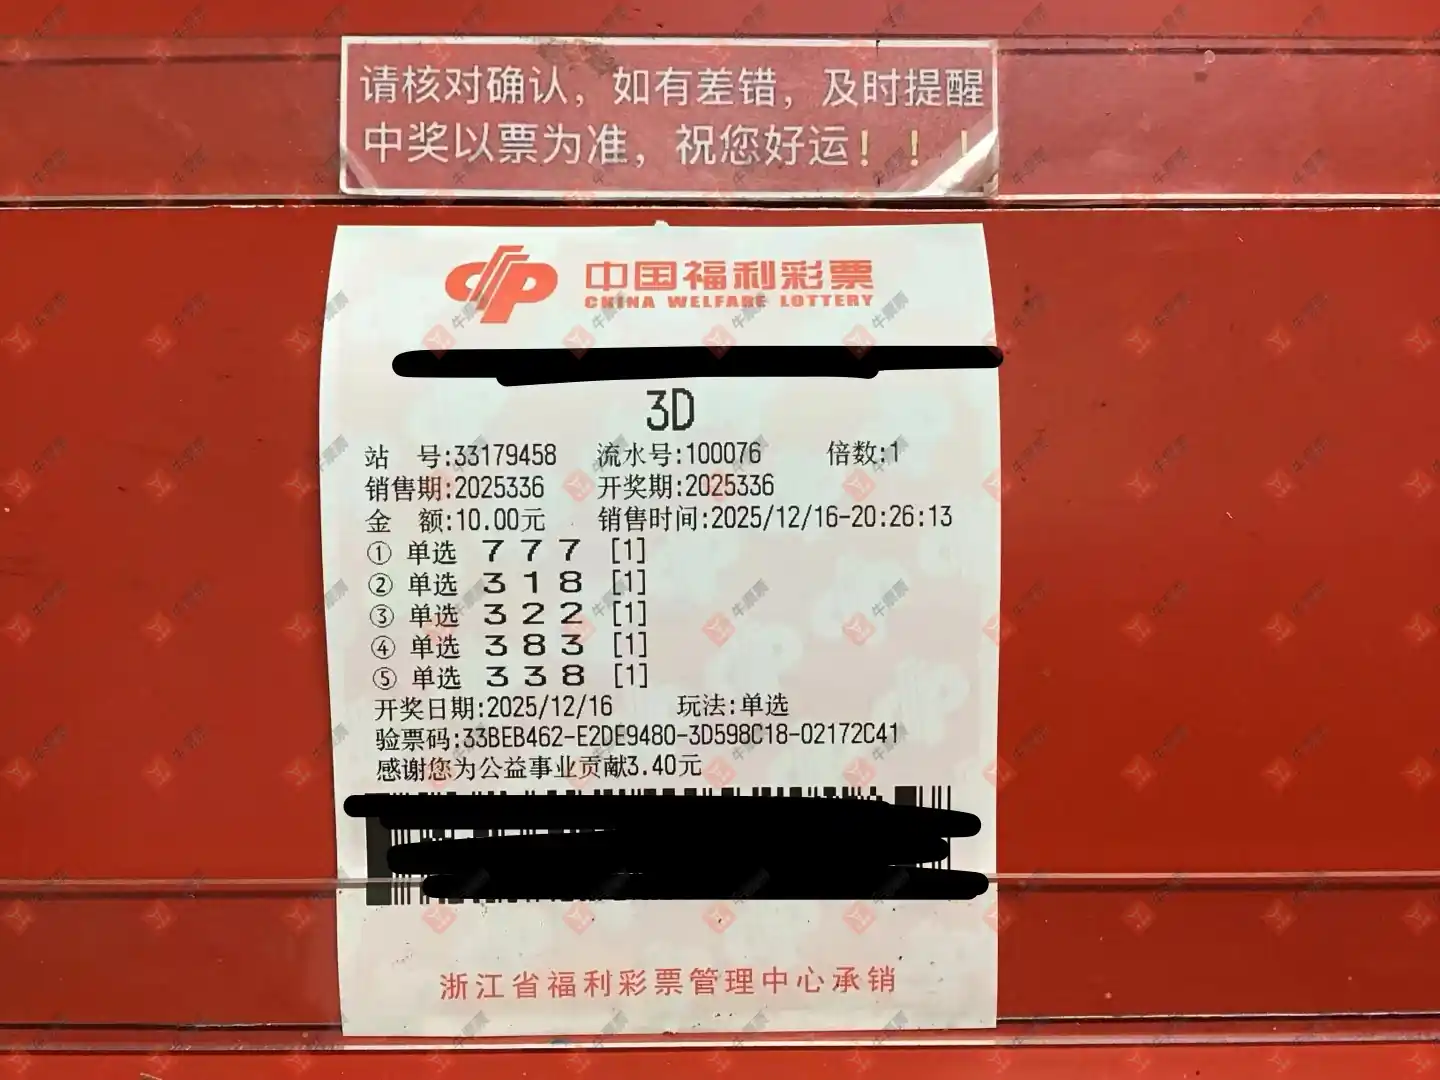 请核对确认，如有差错，及时提醒
中奖以票为准，祝您好运！！！
中国福利彩票
CHINA WELFARE LOTTERY
3D
站 号:33179458 流水号:100076 倍数:1
销售期:2025336 开奖期:2025336
金 额:10.00元 销售时间:2025/12/16-20:26:13
① 单选 7 7 7 [1]
② 单选 3 1 8 [1]
③ 单选 3 2 2 [1]
④ 单选 3 8 3 [1]
⑤ 单选 3 3 8 [1]
开奖日期:2025/12/16 玩法:单选
验票码:33BEB462-E2DE9480-3D598C18-02172C41
感谢您为公益事业贡献3.40元
浙江省福利彩票管理中心承销